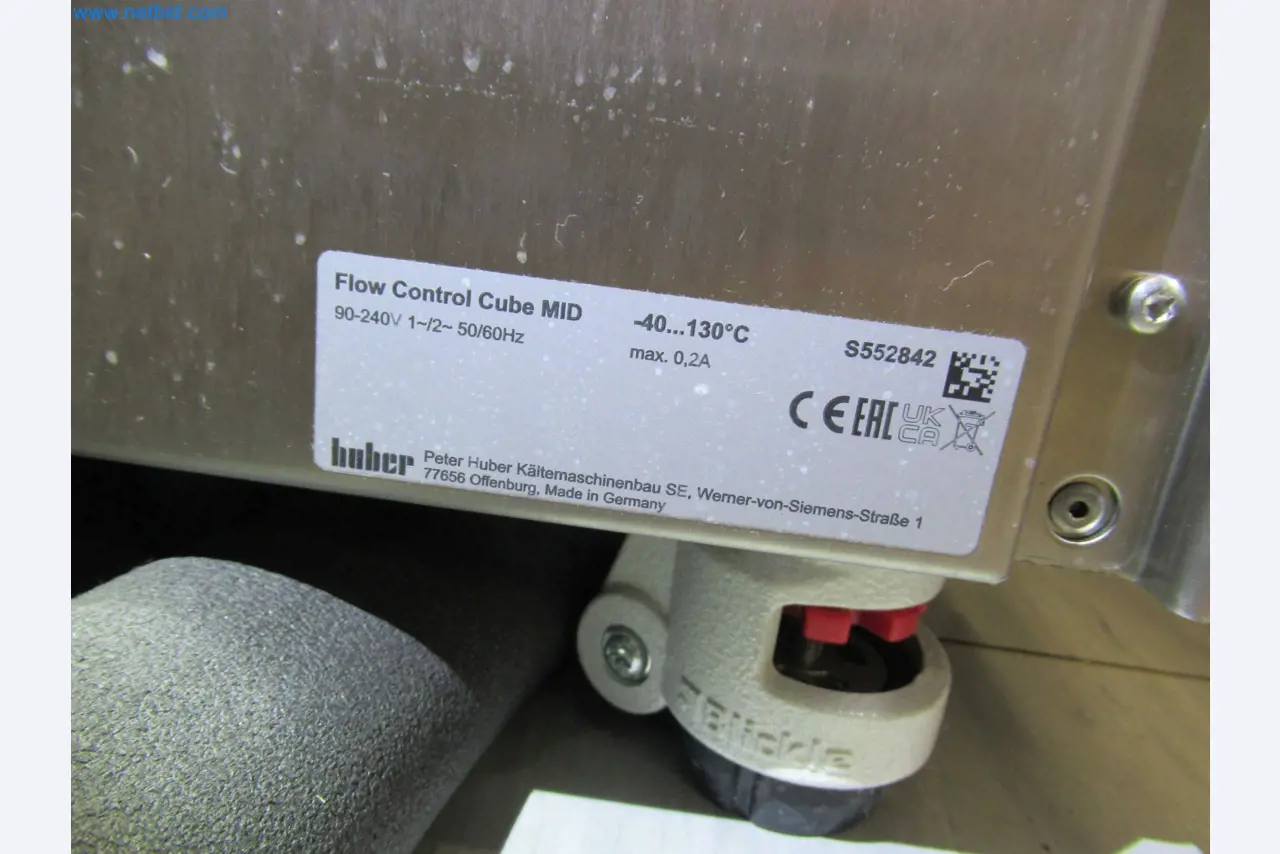 www.netbid.com
Flow Control Cube MID
-40...130°C
S552842
90-240V 1~/2~ 50/60Hz
max. 0,2A
CE EAC UK CA
huber
Peter Huber Kältemaschinenbau SE, Werner-von-Siemens-Straße 1
77656 Offenburg, Made in Germany
Blickle